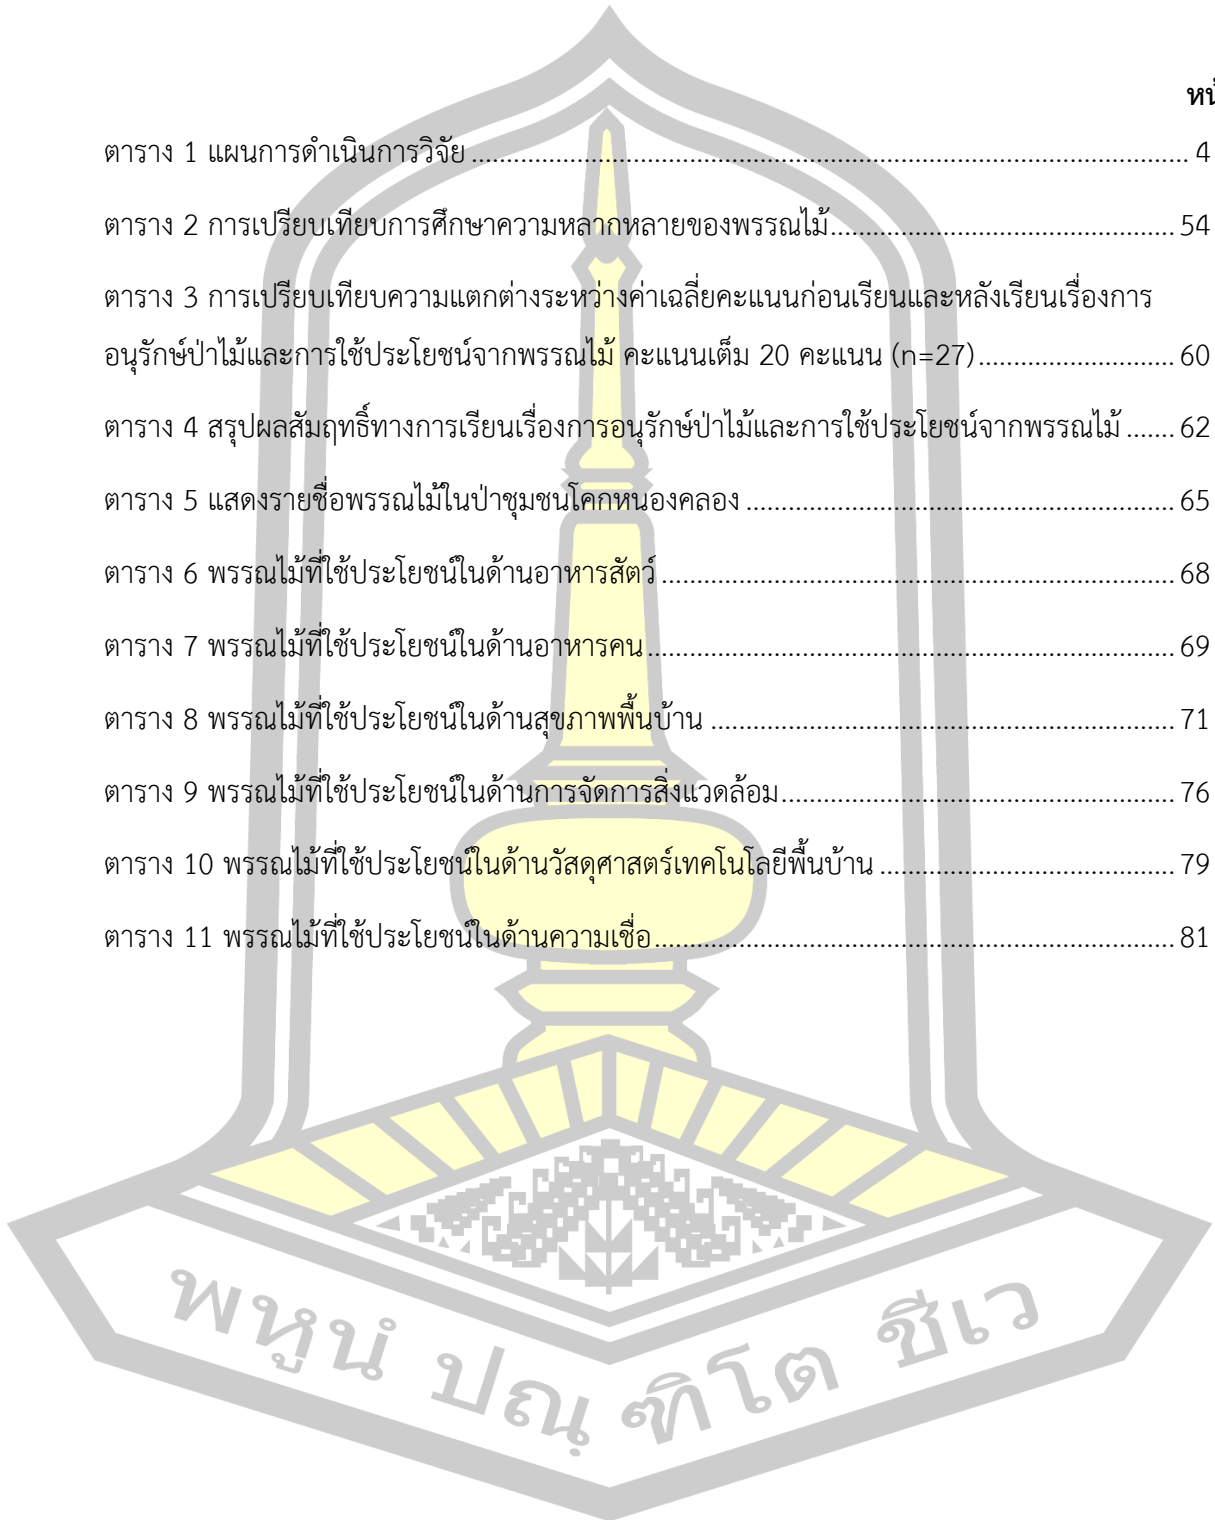 ตาราง 1 แผนการดำเนินการวิจัย ........ 4
ตาราง 2 การเปรียบเทียบการศึกษาความหลากหลายของพรรณไม้........ 54
ตาราง 3 การเปรียบเทียบความแตกต่างระหว่างค่าเฉลี่ยคะแนนก่อนเรียนและหลังเรียนเรื่องการ
อนุรักษ์ป่าไม้และการใช้ประโยชน์จากพรรณไม้ คะแนนเต็ม 20 คะแนน (n=27)........ 60
ตาราง 4 สรุปผลสัมฤทธิ์ทางการเรียนเรื่องการอนุรักษ์ป่าไม้และการใช้ประโยชน์จากพรรณไม้ ....... 62
ตาราง 5 แสดงรายชื่อพรรณไม้ในป่าชุมชนโคกหนองคลอง ........ 65
ตาราง 6 พรรณไม้ที่ใช้ประโยชน์ในด้านอาหารสัตว์ ........ 68
ตาราง 7 พรรณไม้ที่ใช้ประโยชน์ในด้านอาหารคน ........ 69
ตาราง 8 พรรณไม้ที่ใช้ประโยชน์ในด้านสุขภาพพื้นบ้าน ........ 71
ตาราง 9 พรรณไม้ที่ใช้ประโยชน์ในด้านการจัดการสิ่งแวดล้อม........ 76
ตาราง 10 พรรณไม้ที่ใช้ประโยชน์ในด้านวัสดุศาสตร์เทคโนโลยีพื้นบ้าน ........ 79
ตาราง 11 พรรณไม้ที่ใช้ประโยชน์ในด้านความเชื่อ........ 81
พหูนํ ปณฺฑิโต ชีเว